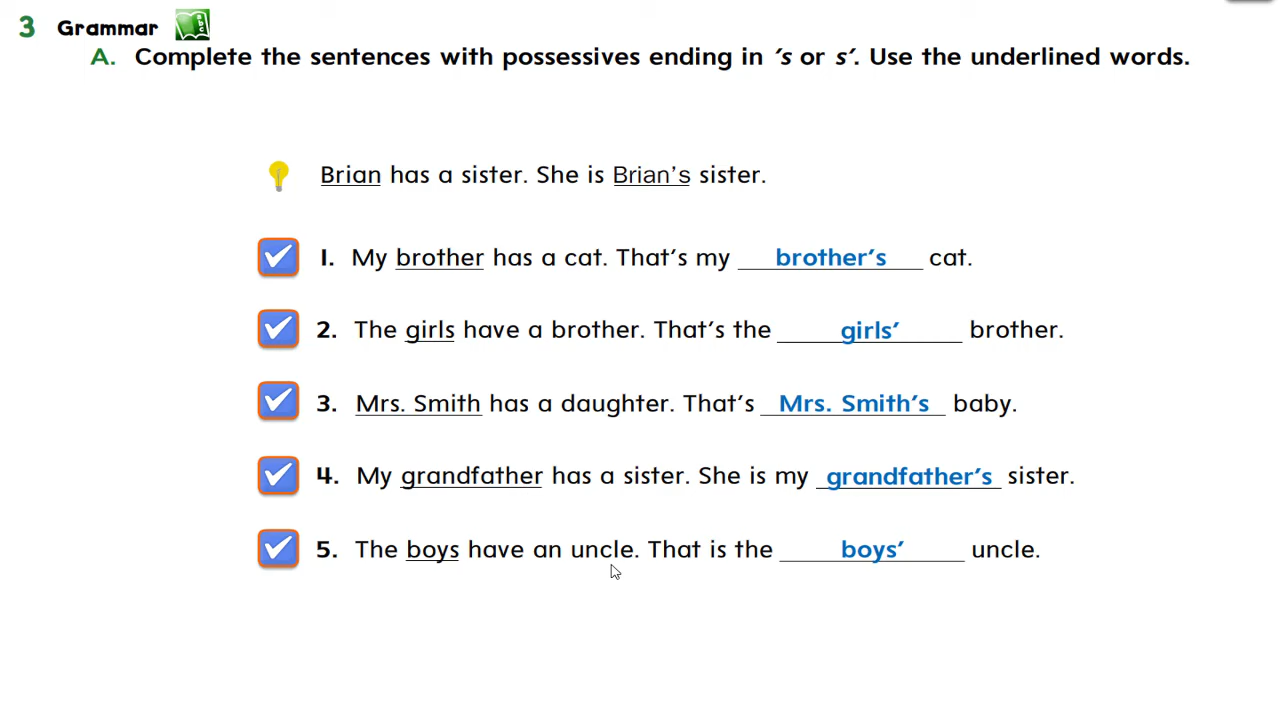 3 Grammar abc
A. Complete the sentences with possessives ending in ’s or s’. Use the underlined words.
Brian has a sister. She is Brian’s sister.
1. My brother has a cat. That’s my brother’s cat.
2. The girls have a brother. That’s the girls’ brother.
3. Mrs. Smith has a daughter. That’s Mrs. Smith’s baby.
4. My grandfather has a sister. She is my grandfather’s sister.
5. The boys have an uncle. That is the boys’ uncle.